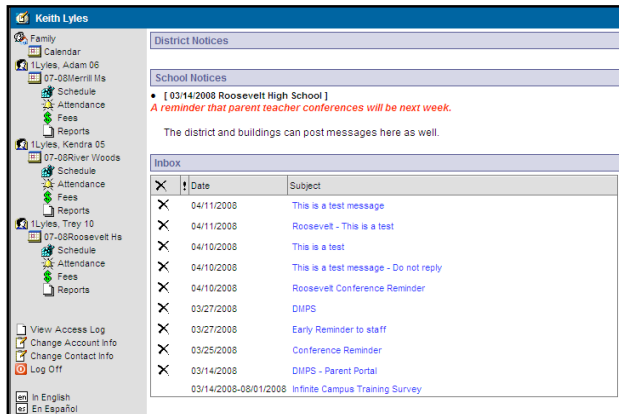 Keith Lyles
Family
Calendar
1Lyles, Adam 06
07-08Merrill Ms
Schedule
Attendance
Fees
Reports
1Lyles, Kendra 05
07-08River Woods
Schedule
Attendance
Fees
Reports
1Lyles, Trey 10
07-08Roosevelt Hs
Schedule
Attendance
Fees
Reports
View Access Log
Change Account Info
Change Contact Info
Log Off
en In English
es En Español
District Notices
School Notices
• [ 03/14/2008 Roosevelt High School ]
A reminder that parent teacher conferences will be next week.
The district and buildings can post messages here as well.
Inbox
X ! Date Subject
X 04/11/2008 This is a test message
X 04/11/2008 Roosevelt - This is a test
X 04/10/2008 This is a test
X 04/10/2008 This is a test message - Do not reply
X 04/10/2008 Roosevelt Conference Reminder
X 03/27/2008 DMPS
X 03/27/2008 Early Reminder to staff
X 03/25/2008 Conference Reminder
X 03/14/2008 DMPS - Parent Portal
03/14/2008-08/01/2008 Infinite Campus Training Survey